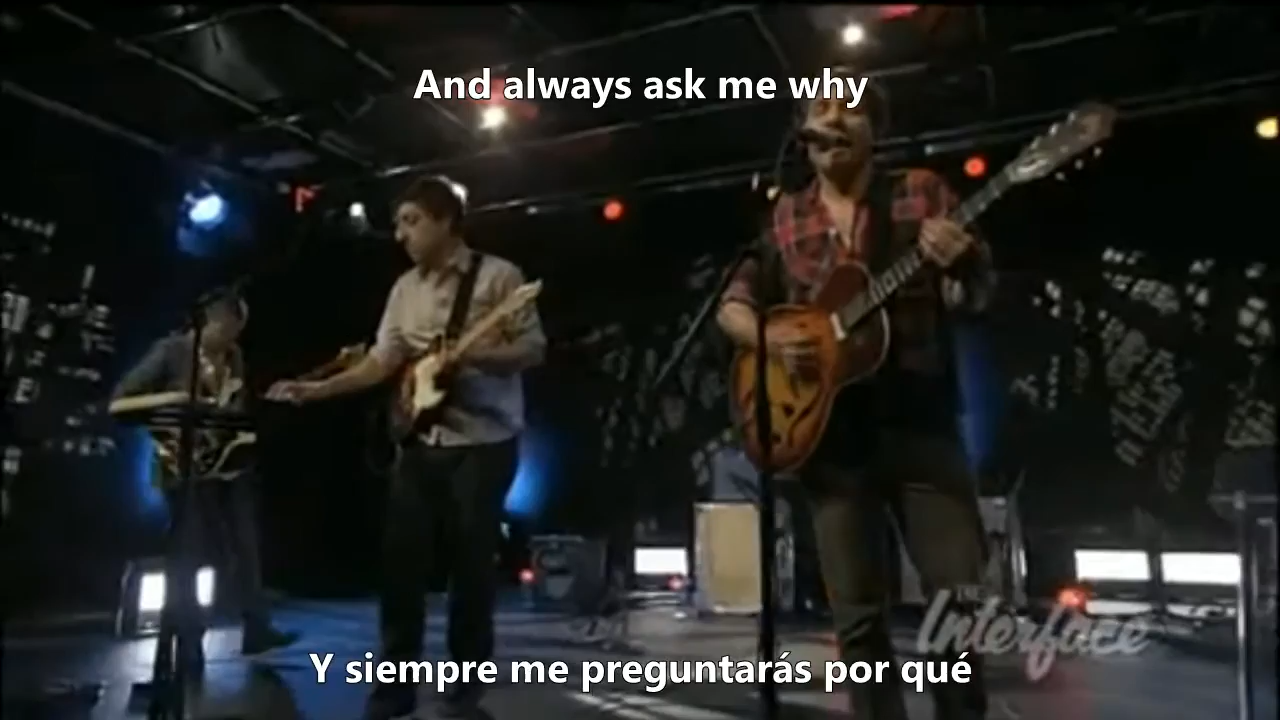 And always ask me why
THE
Interface
Y siempre me preguntarás por qué